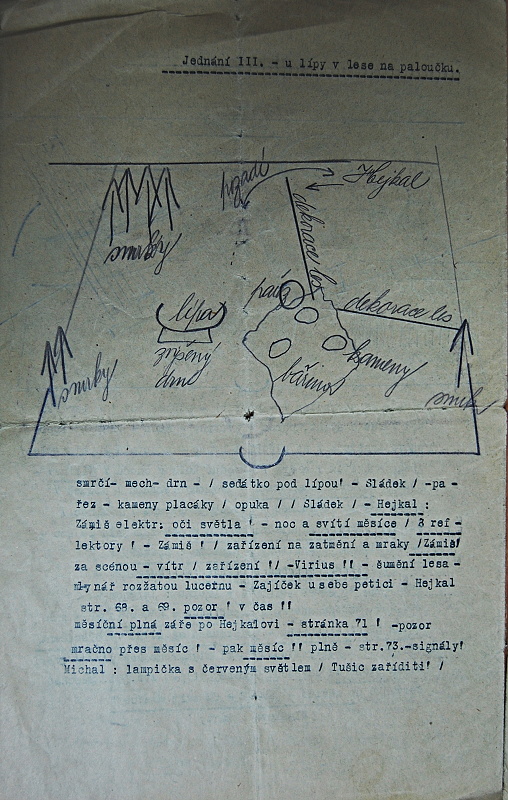 Jednání III. - u lípy v lese na paloučku.
pozadí
Hejkal
dekorace les
smrky
pařez
lípa
dekorace les
zvýšený
drn
kameny
smrky
bařina
smrk
smrčí- mech- drn - / sedátko pod lípou! - Sládek / -pa -
řez - kameny placáky / opuka / / Sládek / - Hejkal :
Zámiš elektr: oči světla ! - noc a svítí měsíce / 3 ref -
lektory ! - Zámiš ! / zařízení na zatmění a mraky /Zámiš/
za scénou - vítr / zařízení !/ -Virius !! - šumění lesa -
mlynář rozžatou lucernu - Zajíček u sebe petici - Hejkal
str. 68. a 69. pozor ! v čas !!
měsíční plná záře po Hejkalovi - stránka 71 ! -pozor
mračno přes měsíc ! - pak měsíc !! plně - str.73.-signály!
Michal : lampička s červeným světlem / Tušic zaříditi! /